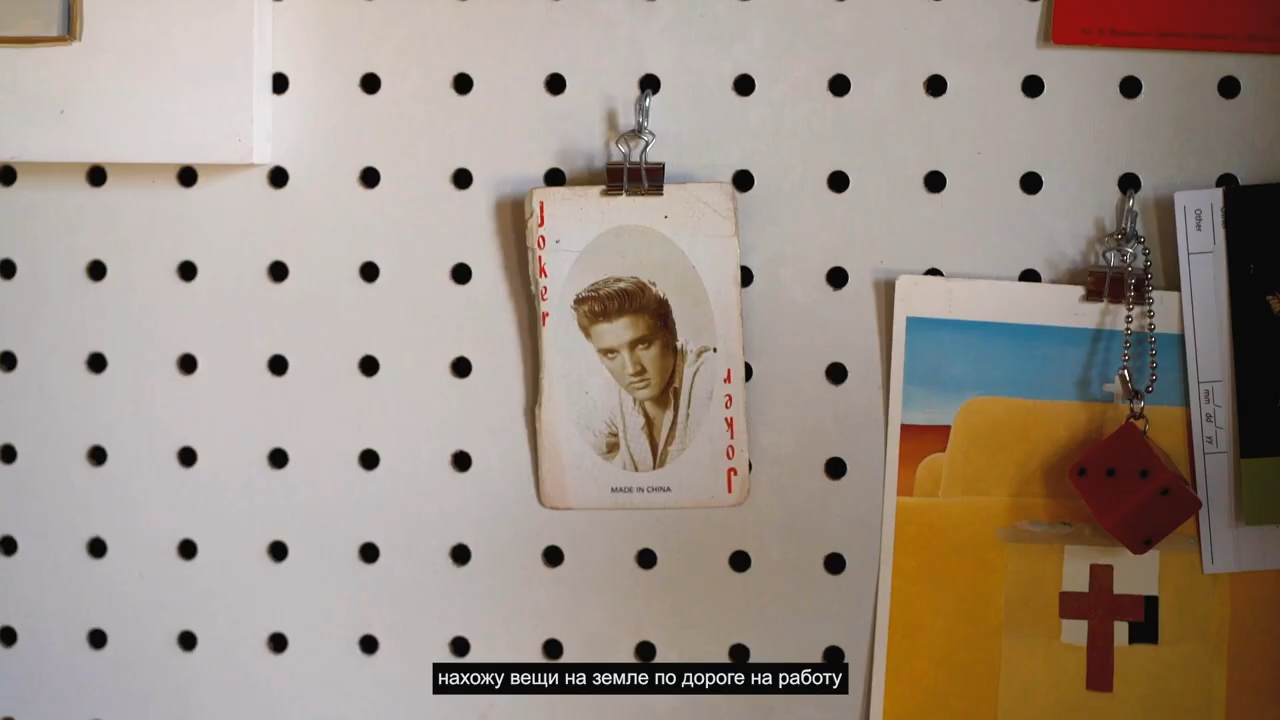 Joker
Joker
MADE IN CHINA
Other
mm dd yy
нахожу вещи на земле по дороге на работу